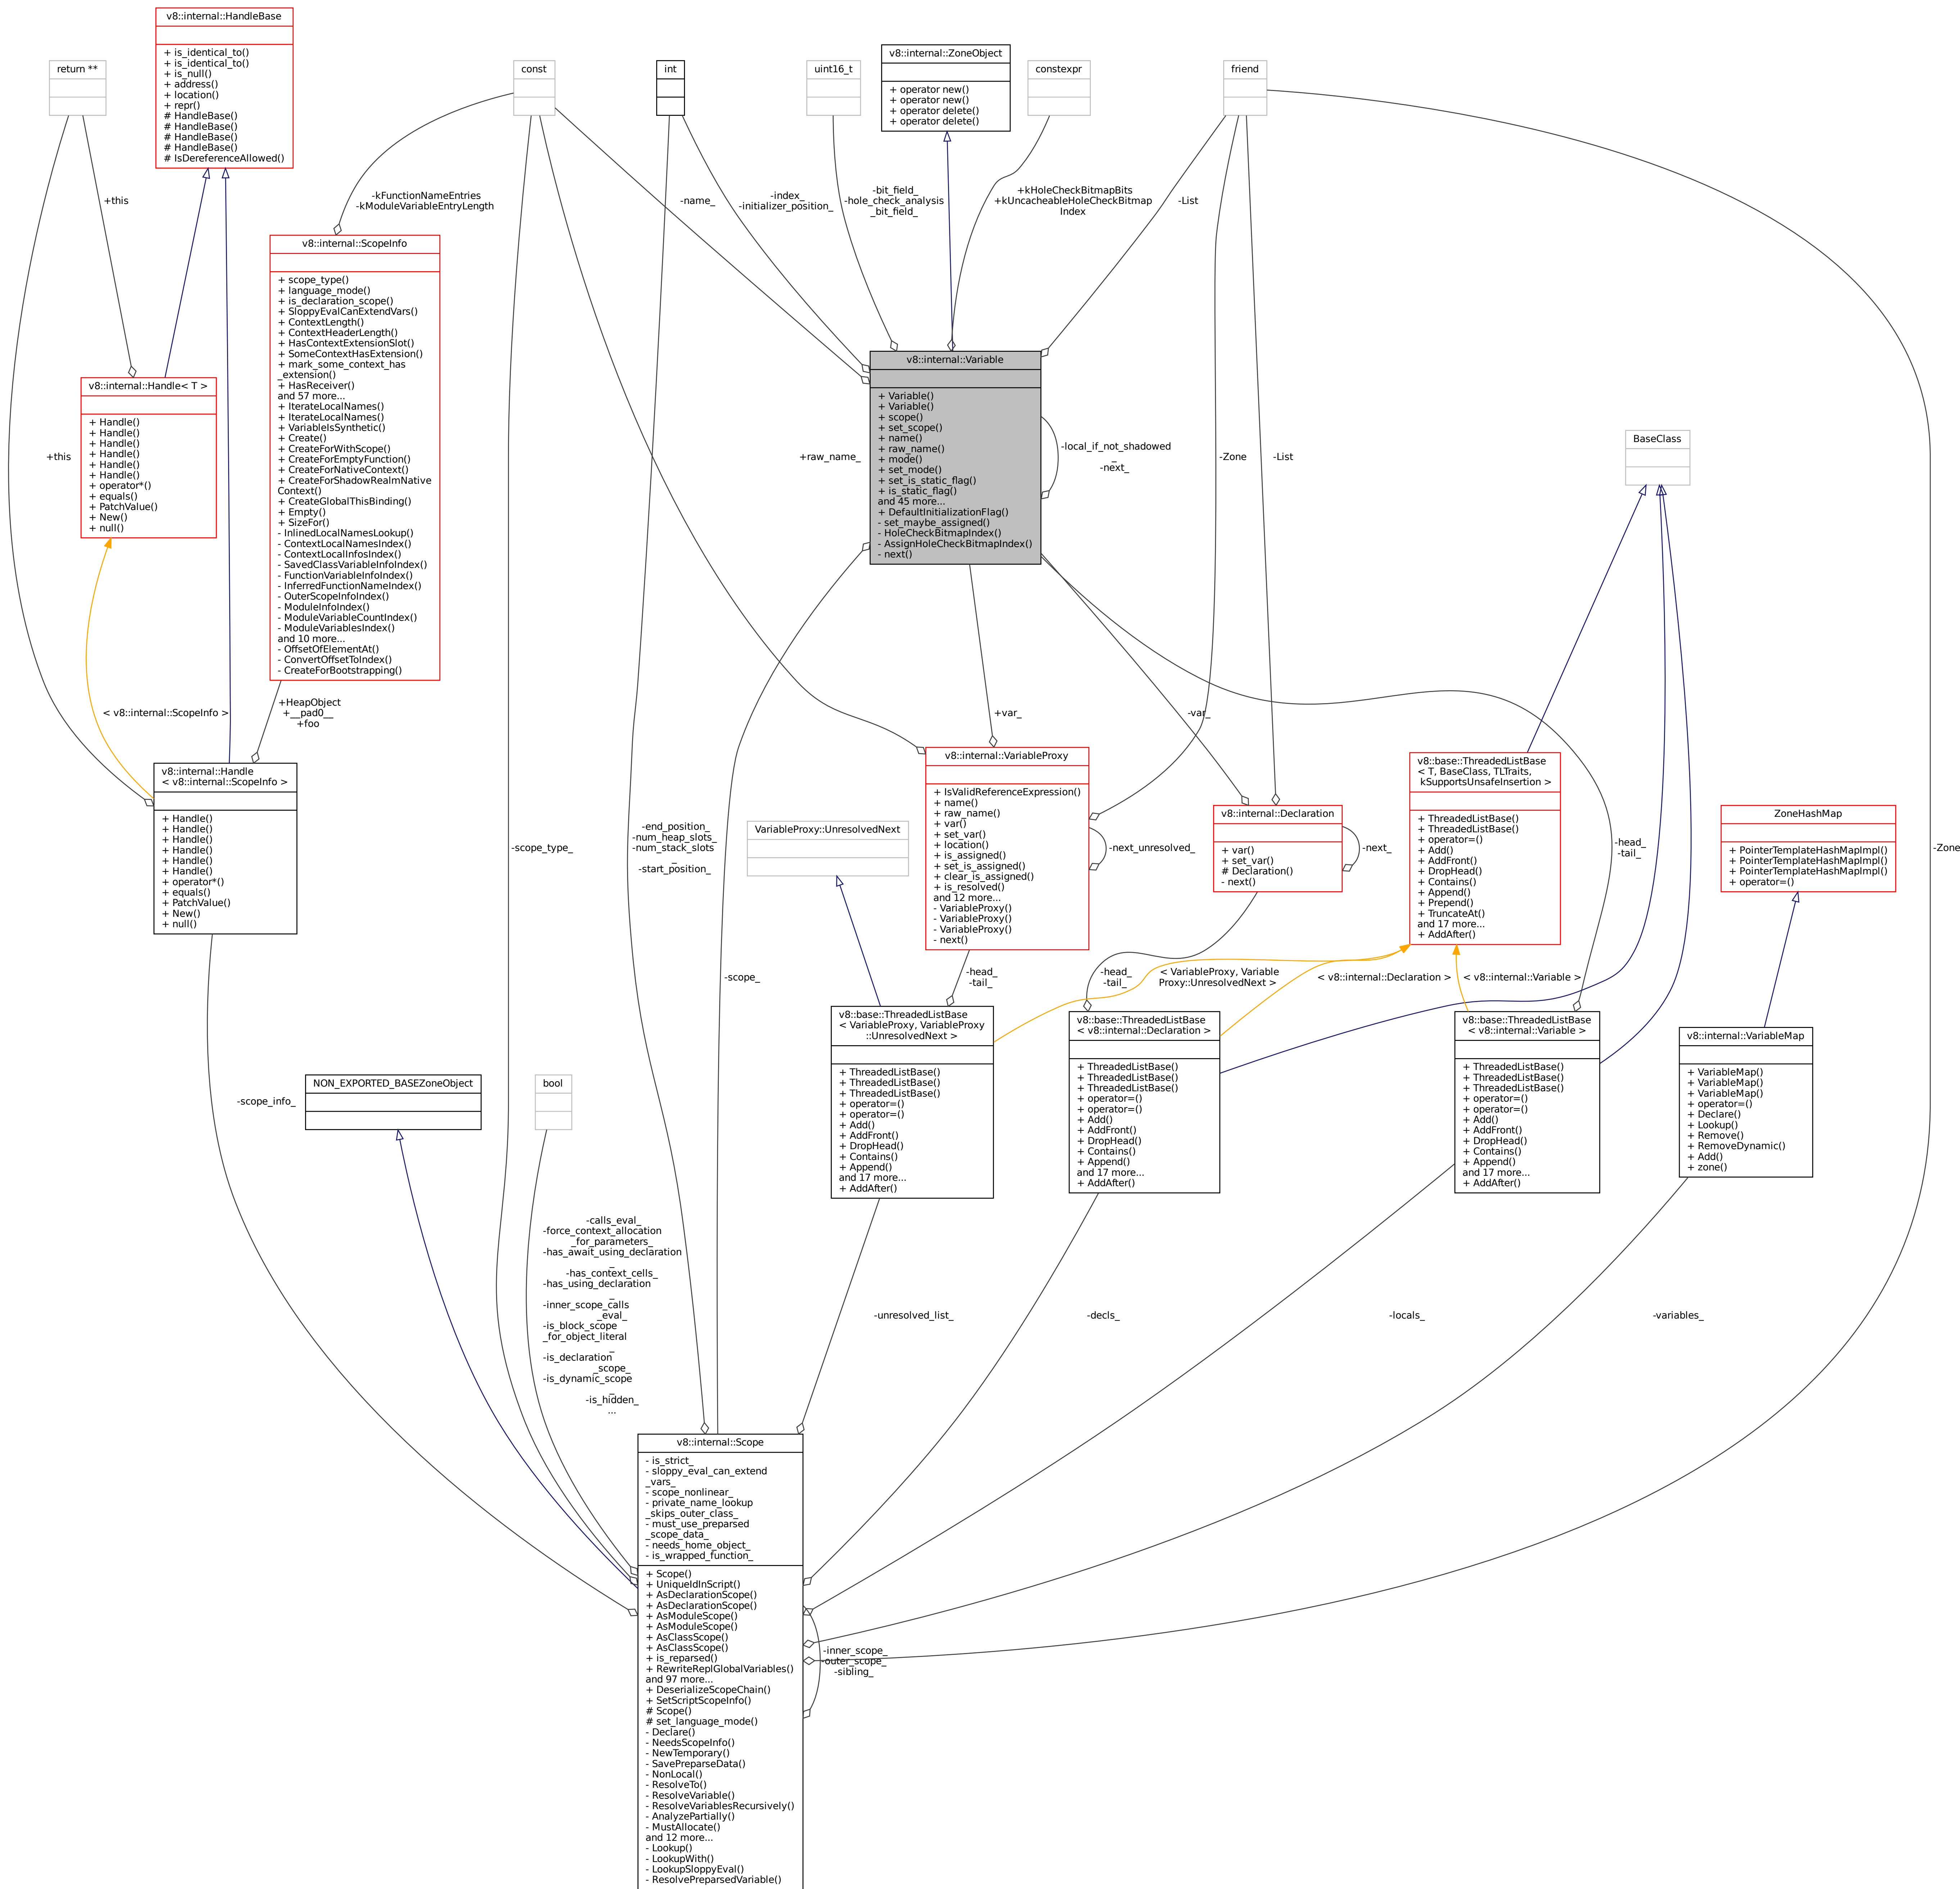 v8::internal::HandleBase
+ is_identical_to()
+ is_identical_to()
+ is_null()
+ address()
+ location()
+ repr()
# HandleBase()
# HandleBase()
# HandleBase()
# HandleBase()
# IsDereferenceAllowed()
return **
const
int
uint16_t
v8::internal::ZoneObject
+ operator new()
+ operator new()
+ operator delete()
+ operator delete()
constexpr
friend
+this
-kFunctionNameEntries
-kModuleVariableEntryLength
-name_
-index_
-initializer_position_
-bit_field_
-hole_check_analysis
_bit_field_
+kHoleCheckBitmapBits
+kUncacheableHoleCheckBitmap
Index
-List
v8::internal::ScopeInfo
+ scope_type()
+ language_mode()
+ is_declaration_scope()
+ SloppyEvalCanExtendVars()
+ ContextLength()
+ ContextHeaderLength()
+ HasContextExtensionSlot()
+ SomeContextHasExtension()
+ mark_some_context_has
_extension()
+ HasReceiver()
and 57 more...
+ IterateLocalNames()
+ IterateLocalNames()
+ VariableIsSynthetic()
+ Create()
+ CreateForWithScope()
+ CreateForEmptyFunction()
+ CreateForNativeContext()
+ CreateForShadowRealmNative
Context()
+ CreateGlobalThisBinding()
+ Empty()
+ SizeFor()
- InlinedLocalNamesLookup()
- ContextLocalNamesIndex()
- ContextLocalInfosIndex()
- SavedClassVariableInfoIndex()
- FunctionVariableInfoIndex()
- InferredFunctionNameIndex()
- OuterScopeInfoIndex()
- ModuleInfoIndex()
- ModuleVariableCountIndex()
- ModuleVariablesIndex()
and 10 more...
- OffsetOfElementAt()
- ConvertOffsetToIndex()
- CreateForBootstrapping()
v8::internal::Handle< T >
+ Handle()
+ Handle()
+ Handle()
+ Handle()
+ Handle()
+ Handle()
+ operator*()
+ equals()
+ PatchValue()
+ New()
+ null()
+this
v8::internal::Variable
+ Variable()
+ Variable()
+ scope()
+ set_scope()
+ name()
+ raw_name()
+ mode()
+ set_mode()
+ set_is_static_flag()
+ is_static_flag()
and 45 more...
+ DefaultInitializationFlag()
- set_maybe_assigned()
- HoleCheckBitmapIndex()
- AssignHoleCheckBitmapIndex()
- next()
-local_if_not_shadowed
_
-next_
+raw_name_
-Zone
-List
BaseClass
< v8::internal::ScopeInfo >
+HeapObject
+__pad0__
+foo
+var_
-var_
v8::internal::Handle
< v8::internal::ScopeInfo >
+ Handle()
+ Handle()
+ Handle()
+ Handle()
+ Handle()
+ Handle()
+ operator*()
+ equals()
+ PatchValue()
+ New()
+ null()
-scope_type_
-end_position_
-num_heap_slots_
-num_stack_slots
_
-start_position_
VariableProxy::UnresolvedNext
v8::internal::VariableProxy
+ IsValidReferenceExpression()
+ name()
+ raw_name()
+ var()
+ set_var()
+ location()
+ is_assigned()
+ set_is_assigned()
+ clear_is_assigned()
+ is_resolved()
and 12 more...
- VariableProxy()
- VariableProxy()
- VariableProxy()
- next()
-next_unresolved_
v8::internal::Declaration
+ var()
+ set_var()
# Declaration()
- next()
-next_
v8::base::ThreadedListBase
< T, BaseClass, TLTraits,
kSupportsUnsafeInsertion >
+ ThreadedListBase()
+ ThreadedListBase()
+ operator=()
+ Add()
+ AddFront()
+ DropHead()
+ Contains()
+ Append()
+ Prepend()
+ TruncateAt()
and 17 more...
+ AddAfter()
-head_
-tail_
ZoneHashMap
+ PointerTemplateHashMapImpl()
+ PointerTemplateHashMapImpl()
+ operator=()
-Zone
-scope_
-head_
-tail_
-head_
-tail_
< VariableProxy, Variable
Proxy::UnresolvedNext >
< v8::internal::Declaration >
< v8::internal::Variable >
-scope_info_
NON_EXPORTED_BASEZoneObject
bool
v8::base::ThreadedListBase
< VariableProxy, VariableProxy
::UnresolvedNext >
+ ThreadedListBase()
+ ThreadedListBase()
+ ThreadedListBase()
+ operator=()
+ operator=()
+ Add()
+ AddFront()
+ DropHead()
+ Contains()
+ Append()
and 17 more...
+ AddAfter()
v8::base::ThreadedListBase
< v8::internal::Declaration >
+ ThreadedListBase()
+ ThreadedListBase()
+ ThreadedListBase()
+ operator=()
+ operator=()
+ Add()
+ AddFront()
+ DropHead()
+ Contains()
+ Append()
and 17 more...
+ AddAfter()
v8::base::ThreadedListBase
< v8::internal::Variable >
+ ThreadedListBase()
+ ThreadedListBase()
+ ThreadedListBase()
+ operator=()
+ operator=()
+ Add()
+ AddFront()
+ DropHead()
+ Contains()
+ Append()
and 17 more...
+ AddAfter()
v8::internal::VariableMap
+ VariableMap()
+ VariableMap()
+ VariableMap()
+ operator=()
+ Declare()
+ Lookup()
+ Remove()
+ RemoveDynamic()
+ Add()
+ zone()
-calls_eval_
-force_context_allocation
_for_parameters_
-has_await_using_declaration
_
-has_context_cells_
-has_using_declaration
_
-inner_scope_calls
_eval_
-is_block_scope
_for_object_literal
_
-is_declaration
_scope_
-is_dynamic_scope
_
-is_hidden_
...
-unresolved_list_
-decls_
-locals_
-variables_
v8::internal::Scope
- is_strict_
- sloppy_eval_can_extend
_vars_
- scope_nonlinear_
- private_name_lookup
_skips_outer_class_
- must_use_preparsed
_scope_data_
- needs_home_object_
- is_wrapped_function_
+ Scope()
+ UniqueIdInScript()
+ AsDeclarationScope()
+ AsDeclarationScope()
+ AsModuleScope()
+ AsModuleScope()
+ AsClassScope()
+ AsClassScope()
+ is_reparsed()
+ RewriteReplGlobalVariables()
and 97 more...
+ DeserializeScopeChain()
+ SetScriptScopeInfo()
# Scope()
# set_language_mode()
- Declare()
- NeedsScopeInfo()
- NewTemporary()
- SavePreparseData()
- NonLocal()
- ResolveTo()
- ResolveVariable()
- ResolveVariablesRecursively()
- AnalyzePartially()
- MustAllocate()
and 12 more...
- Lookup()
- LookupWith()
- LookupSloppyEval()
- ResolvePreparsedVariable()
-inner_scope_
-outer_scope_
-sibling_